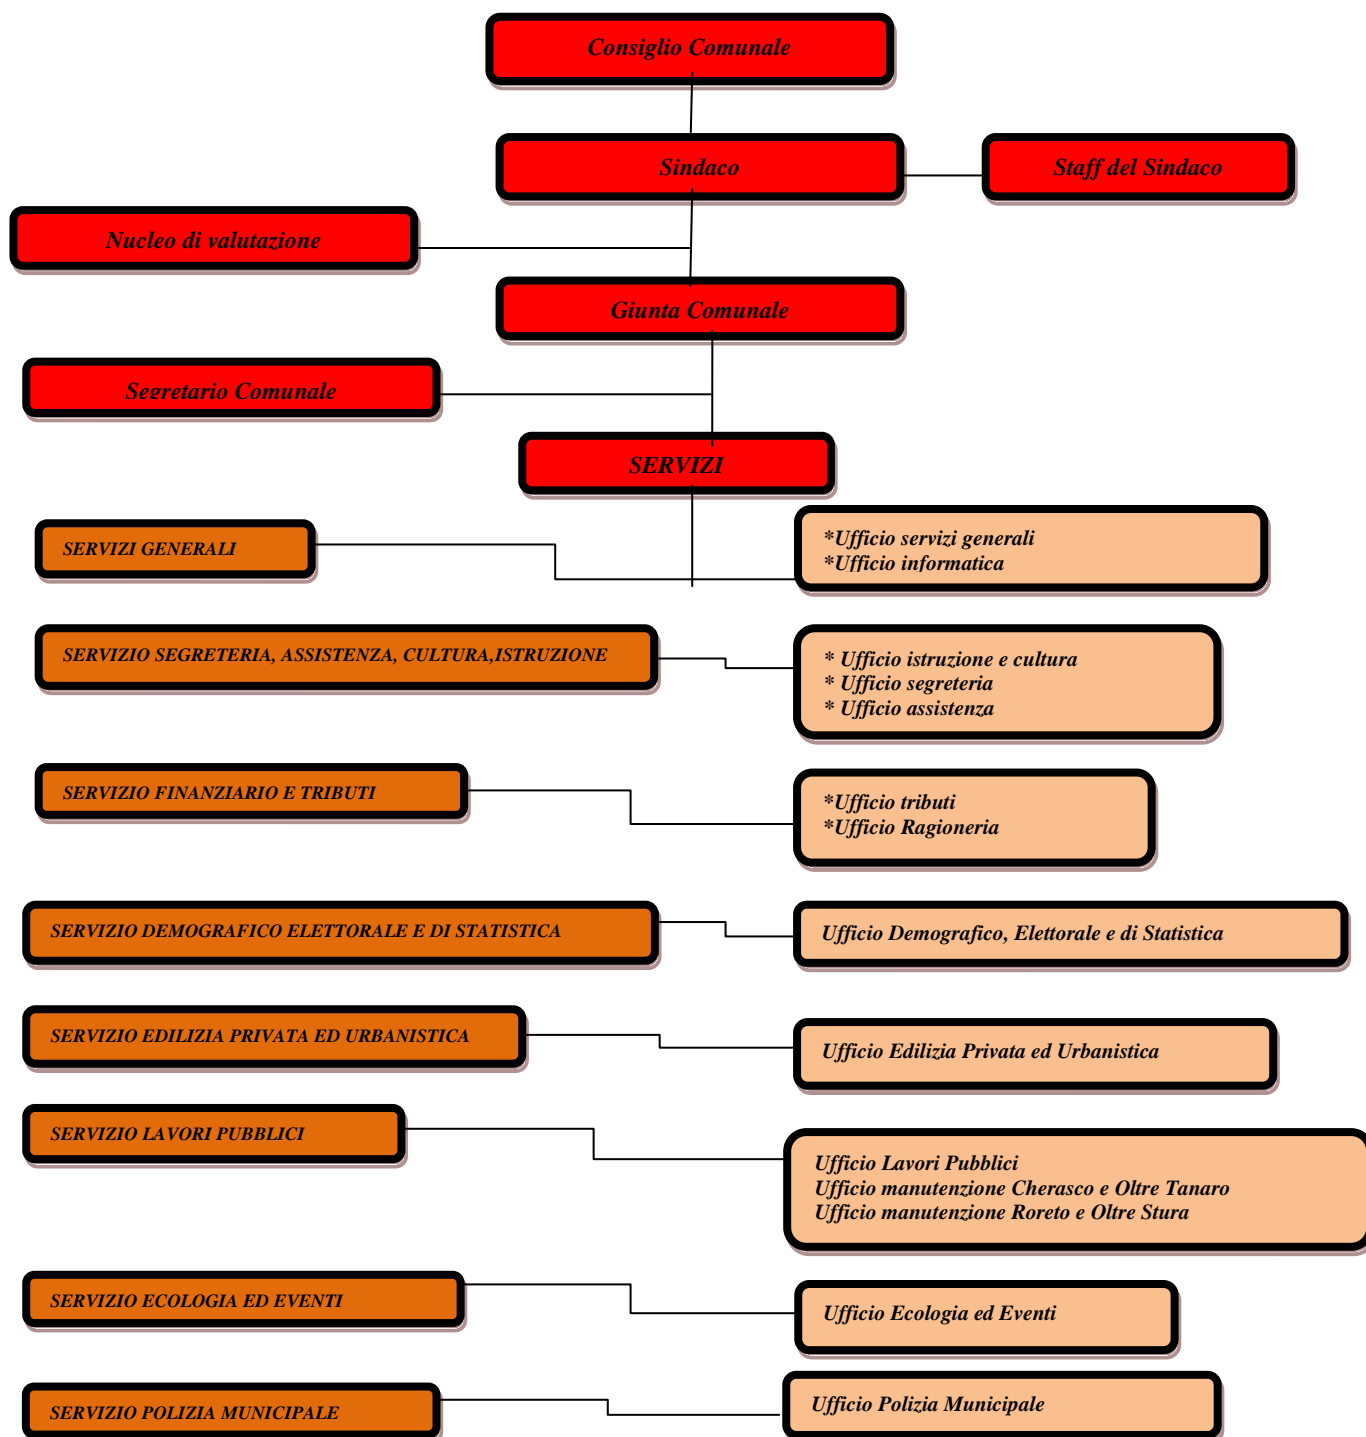 Consiglio Comunale
Sindaco
Staff del Sindaco
Nucleo di valutazione
Giunta Comunale
Segretario Comunale
SERVIZI
SERVIZI GENERALI
*Ufficio servizi generali
*Ufficio informatica
SERVIZIO SEGRETERIA, ASSISTENZA, CULTURA,ISTRUZIONE
* Ufficio istruzione e cultura
* Ufficio segreteria
* Ufficio assistenza
SERVIZIO FINANZIARIO E TRIBUTI
*Ufficio tributi
*Ufficio Ragioneria
SERVIZIO DEMOGRAFICO ELETTORALE E DI STATISTICA
Ufficio Demografico, Elettorale e di Statistica
SERVIZIO EDILIZIA PRIVATA ED URBANISTICA
Ufficio Edilizia Privata ed Urbanistica
SERVIZIO LAVORI PUBBLICI
Ufficio Lavori Pubblici
Ufficio manutenzione Cherasco e Oltre Tanaro
Ufficio manutenzione Roreto e Oltre Stura
SERVIZIO ECOLOGIA ED EVENTI
Ufficio Ecologia ed Eventi
SERVIZIO POLIZIA MUNICIPALE
Ufficio Polizia Municipale